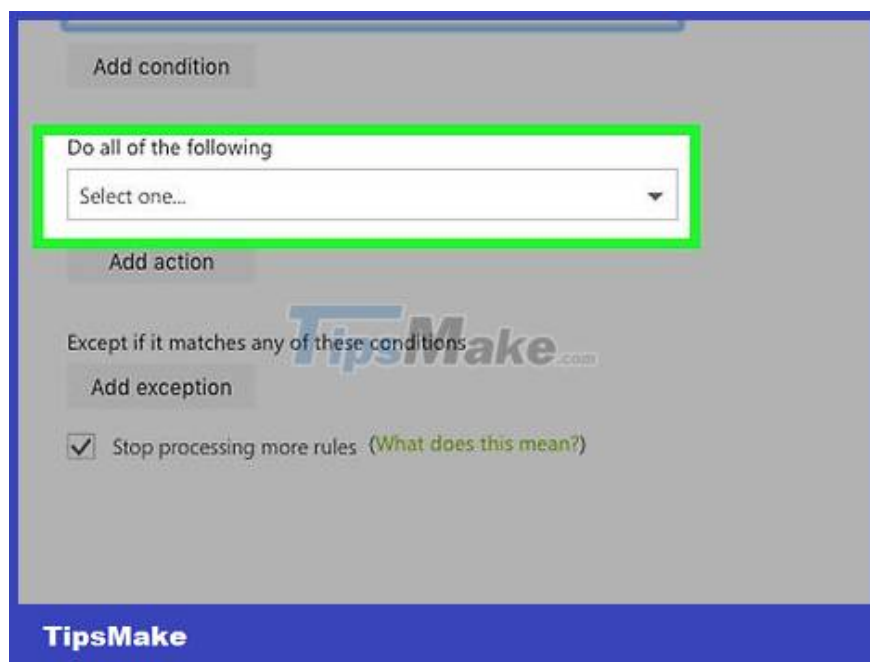 Add condition
Do all of the following
Select one...
Add action
Except if it matches any of these conditions
TipsMake.com
Add exception
Stop processing more rules (What does this mean?)
TipsMake